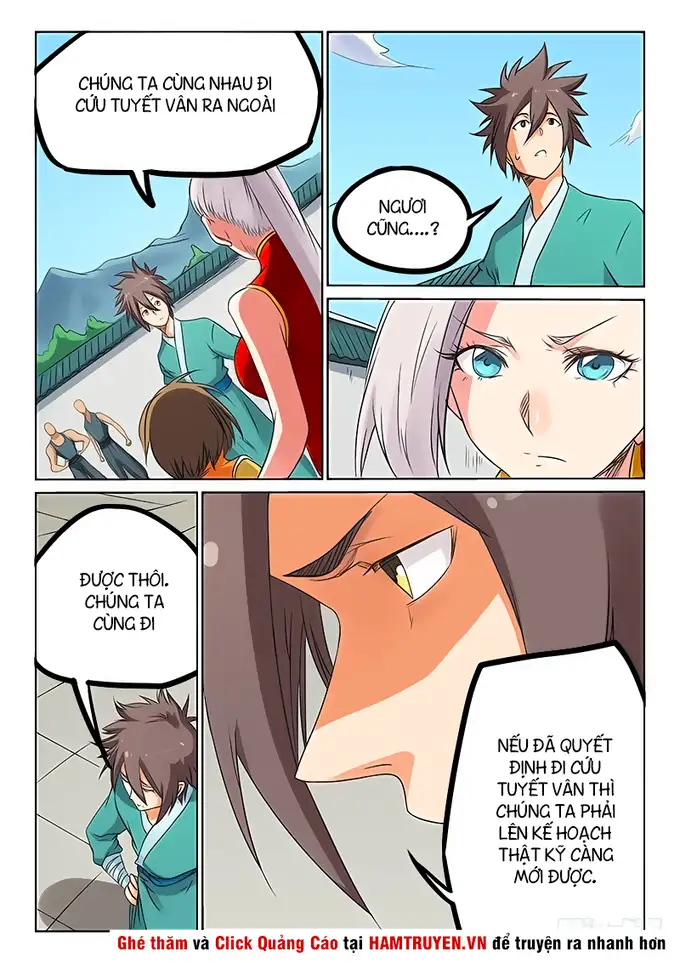 CHÚNG TA CÙNG NHAU ĐI
CỨU TUYẾT VÂN RA NGOÀI
NGƯƠI
CŨNG....?
ĐƯỢC THÔI.
CHÚNG TA
CÙNG ĐI
NẾU ĐÃ QUYẾT
ĐỊNH ĐI CỨU
TUYẾT VÂN THÌ
CHÚNG TA PHẢI
LÊN KẾ HOẠCH
THẬT KỸ CÀNG
MỚI ĐƯỢC.
Ghé thăm và Click Quảng Cáo tại HAMTRUYEN.VN để truyện ra nhanh hơn